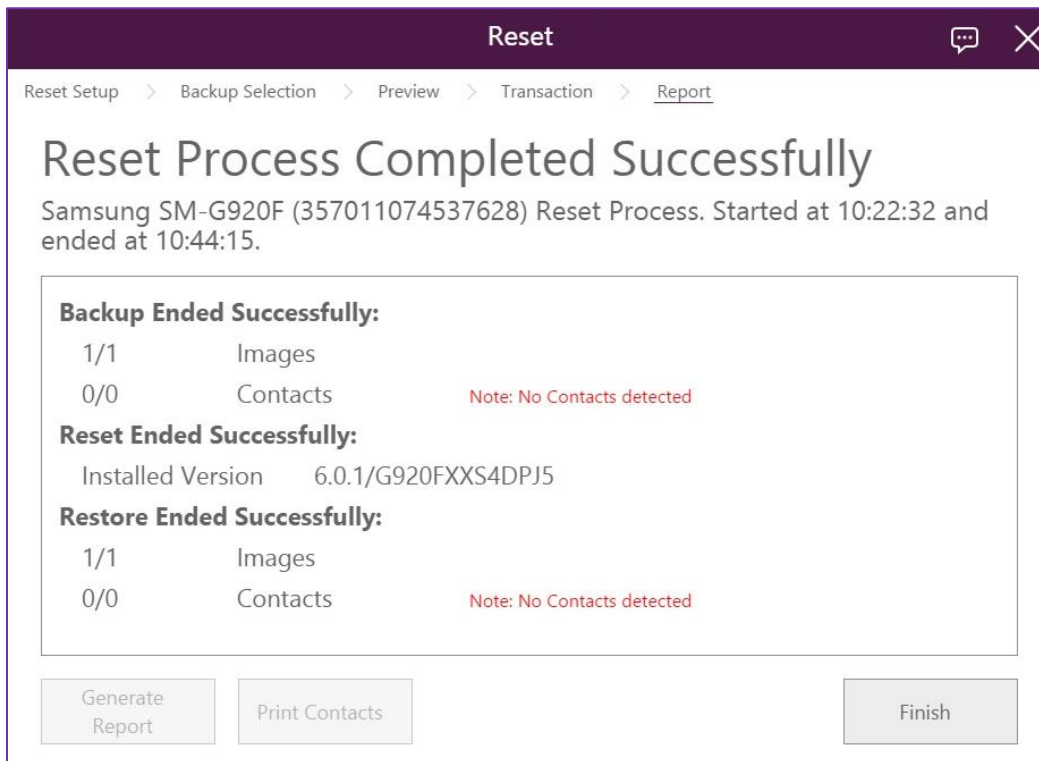 Reset
Reset Setup > Backup Selection > Preview > Transaction > Report
Reset Process Completed Successfully
Samsung SM-G920F (357011074537628) Reset Process. Started at 10:22:32 and
ended at 10:44:15.
Backup Ended Successfully:
1/1 Images
0/0 Contacts Note: No Contacts detected
Reset Ended Successfully:
Installed Version 6.0.1/G920FXXS4DPJ5
Restore Ended Successfully:
1/1 Images
0/0 Contacts Note: No Contacts detected
Generate
Report
Print Contacts
Finish